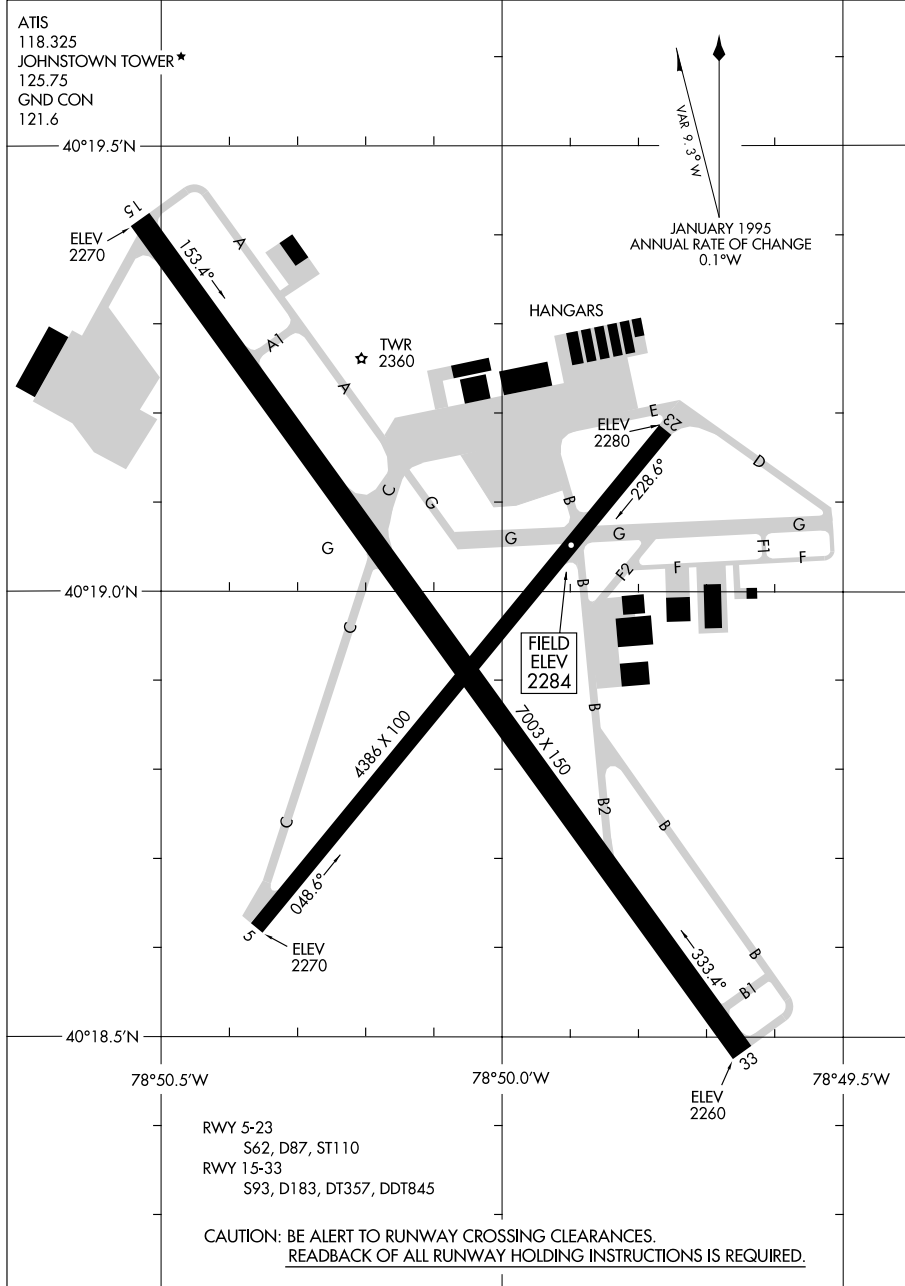 ATIS
118.325
JOHNSTOWN TOWER★
125.75
GND CON
121.6
VAR 9.3° W
JANUARY 1995
ANNUAL RATE OF CHANGE
0.1°W
40°19.5'N
15
ELEV
2270
153.4°
A
A1
A
TWR
2360
HANGARS
E
23
ELEV
2280
228.6°
D
C
G
G
B
G
G
G
F1
F
F
F2
B
40°19.0'N
C
FIELD
ELEV
2284
B
4386 X 100
7003 X 150
B2
B
C
048.6°
5
ELEV
2270
B
B1
333.4°
33
ELEV
2260
40°18.5'N
78°50.5'W
78°50.0'W
78°49.5'W
RWY 5-23
S62, D87, ST110
RWY 15-33
S93, D183, DT357, DDT845
CAUTION: BE ALERT TO RUNWAY CROSSING CLEARANCES.
READBACK OF ALL RUNWAY HOLDING INSTRUCTIONS IS REQUIRED.